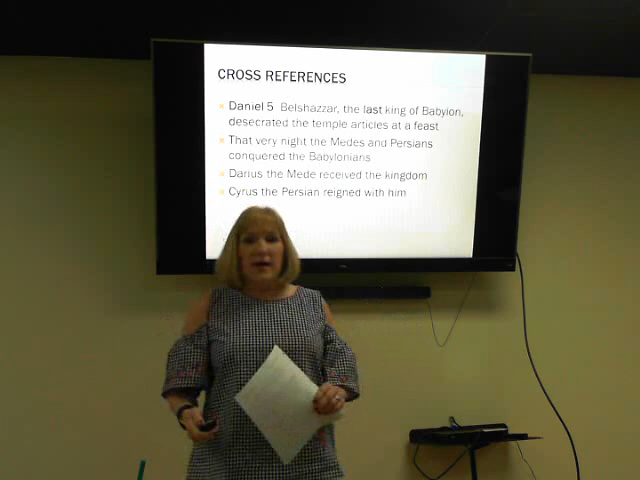 CROSS REFERENCES
Daniel 5 Belshazzar, the last king of Babylon,
desecrated the temple articles at a feast
That very night the Medes and Persians
conquered the Babylonians
Darius the Mede received the kingdom
Cyrus the Persian reigned with him